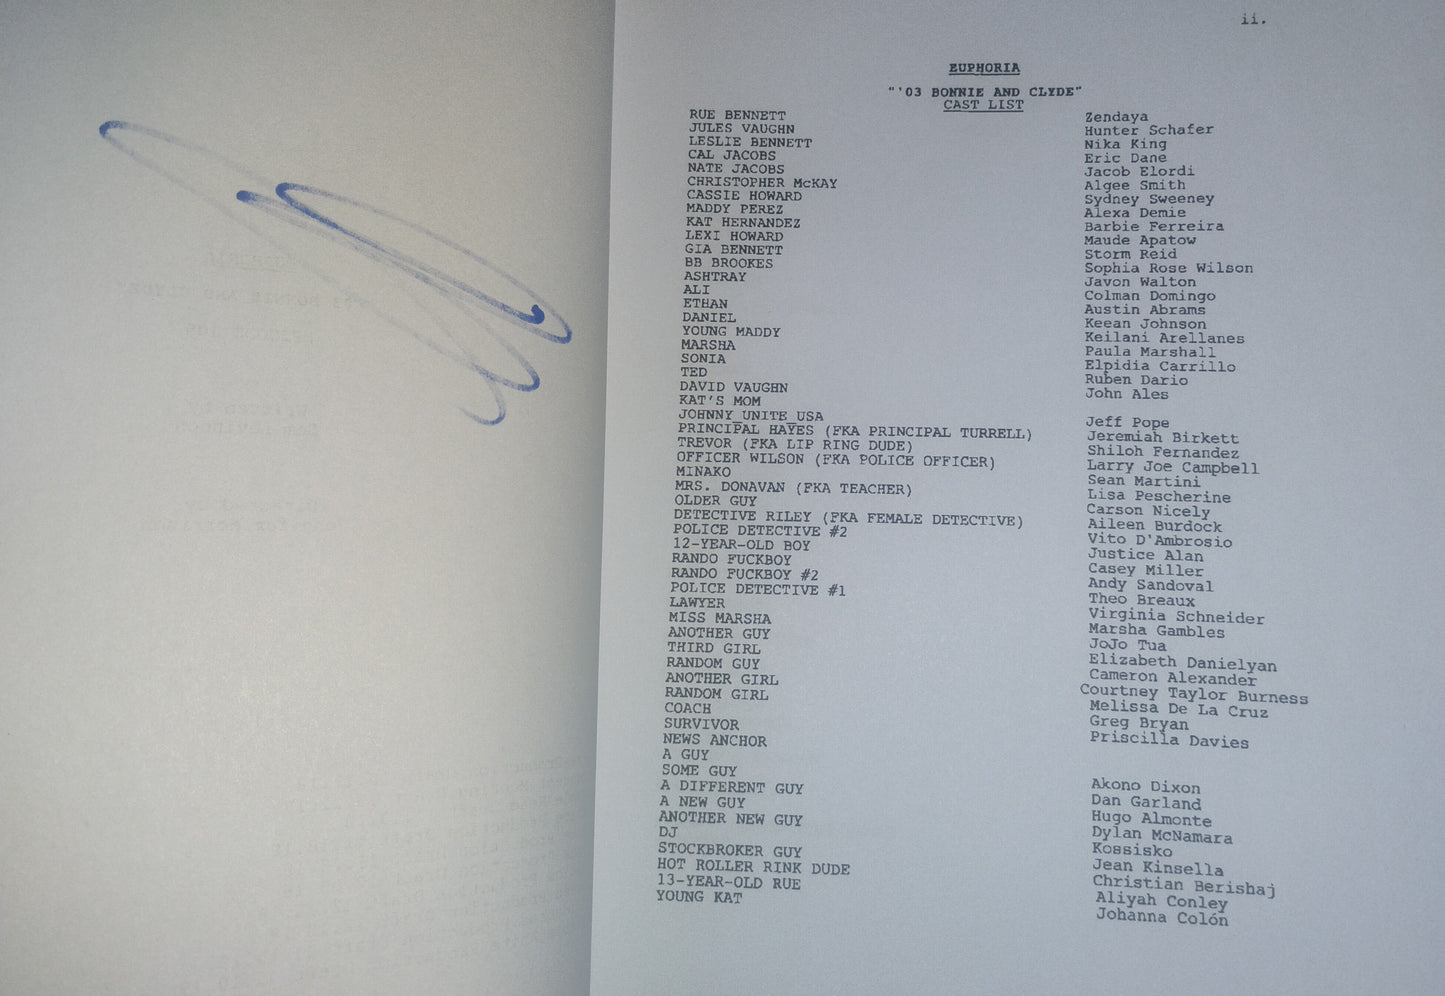 ii.
EUPHORIA
"'03 BONNIE AND CLYDE"
CAST LIST
RUE BENNETT Zendaya
JULES VAUGHN Hunter Schafer
LESLIE BENNETT Nika King
CAL JACOBS Eric Dane
NATE JACOBS Jacob Elordi
CHRISTOPHER McKAY Algee Smith
CASSIE HOWARD Sydney Sweeney
MADDY PEREZ Alexa Demie
KAT HERNANDEZ Barbie Ferreira
LEXI HOWARD Maude Apatow
GIA BENNETT Storm Reid
BB BROOKES Sophia Rose Wilson
ASHTRAY Javon Walton
ALI Colman Domingo
ETHAN Austin Abrams
DANIEL Keean Johnson
YOUNG MADDY Keilani Arellanes
MARSHA Paula Marshall
SONIA Elpidia Carrillo
TED Ruben Dario
DAVID VAUGHN John Ales
KAT'S MOM
JOHNNY_UNITE_USA Jeff Pope
PRINCIPAL HAYES (FKA PRINCIPAL TURRELL) Jeremiah Birkett
TREVOR (FKA LIP RING DUDE) Shiloh Fernandez
OFFICER WILSON (FKA POLICE OFFICER) Larry Joe Campbell
MINAKO Sean Martini
MRS. DONAVAN (FKA TEACHER) Lisa Pescherine
OLDER GUY Carson Nicely
DETECTIVE RILEY (FKA FEMALE DETECTIVE) Aileen Burdock
POLICE DETECTIVE #2 Vito D'Ambrosio
12-YEAR-OLD BOY Justice Alan
RANDO FUCKBOY Casey Miller
RANDO FUCKBOY #2 Andy Sandoval
POLICE DETECTIVE #1 Theo Breaux
LAWYER Virginia Schneider
MISS MARSHA Marsha Gambles
ANOTHER GUY JoJo Tua
THIRD GIRL Elizabeth Danielyan
RANDOM GUY Cameron Alexander
ANOTHER GIRL Courtney Taylor Burness
RANDOM GIRL Melissa De La Cruz
COACH Greg Bryan
SURVIVOR Priscilla Davies
NEWS ANCHOR
A GUY
SOME GUY Akono Dixon
A DIFFERENT GUY Dan Garland
A NEW GUY Hugo Almonte
ANOTHER NEW GUY Dylan McNamara
DJ Kossisko
STOCKBROKER GUY Jean Kinsella
HOT ROLLER RINK DUDE Christian Berishaj
13-YEAR-OLD RUE Aliyah Conley
YOUNG KAT Johanna Colón